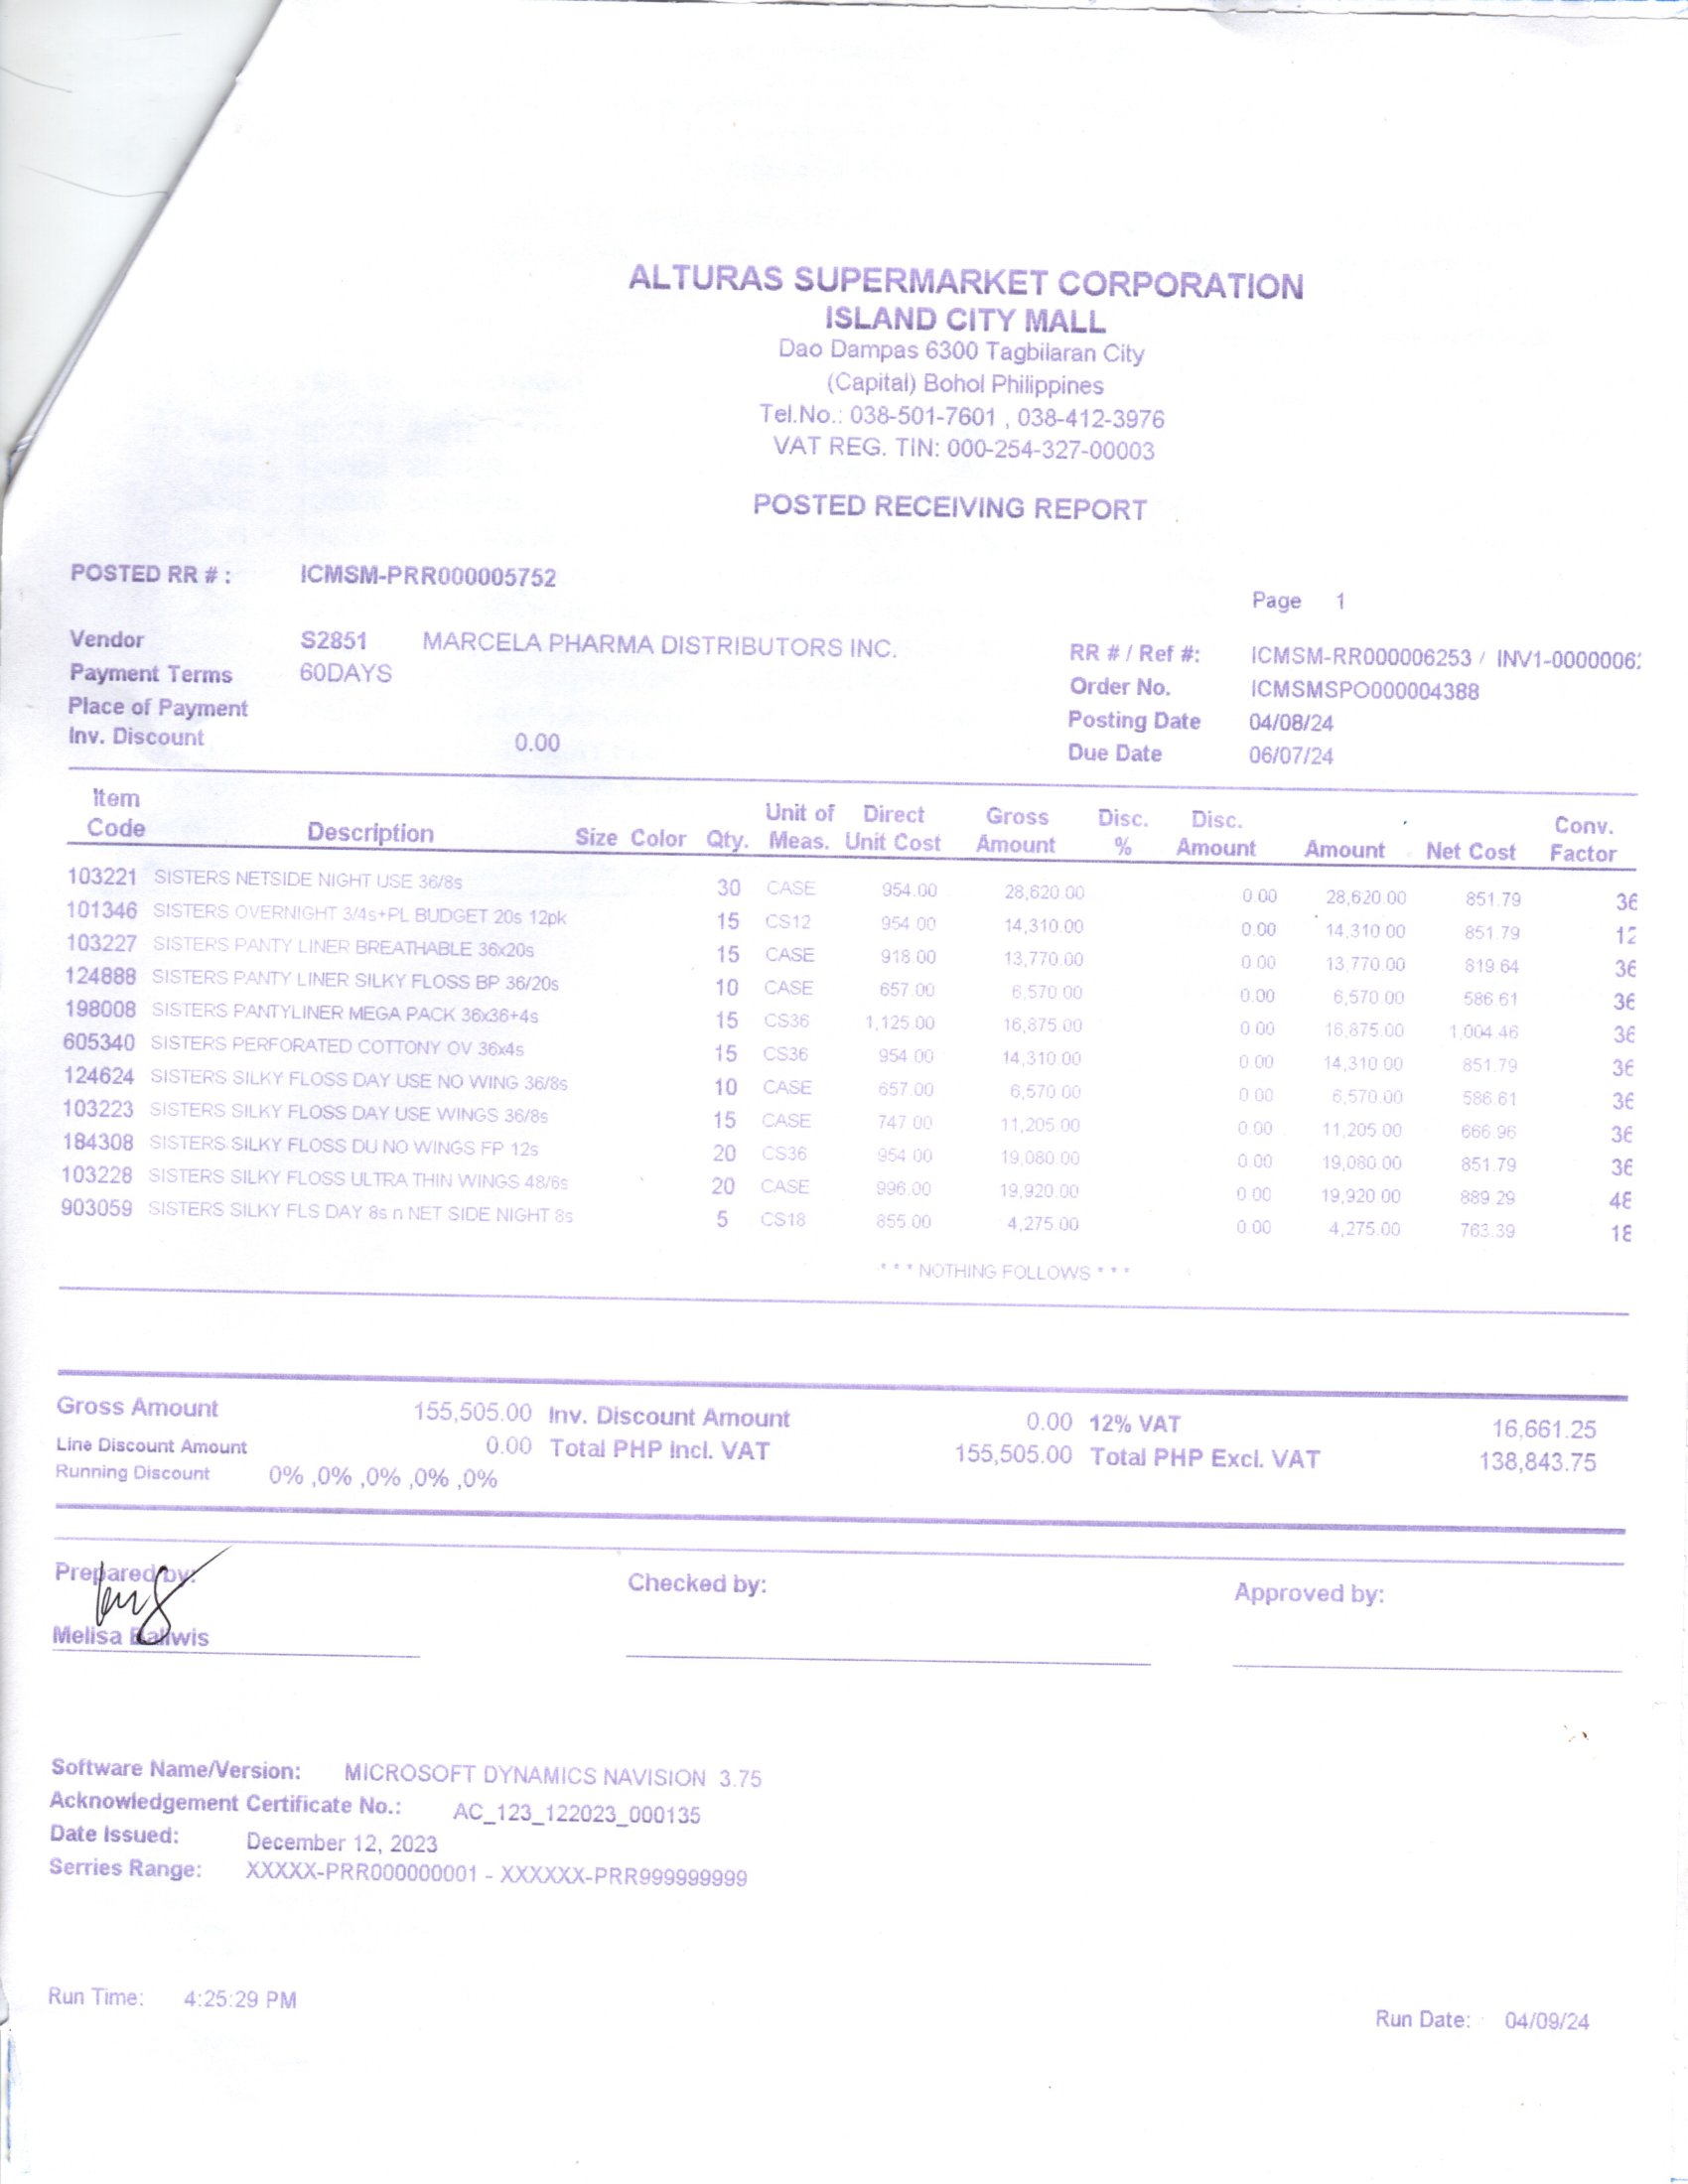 ALTURAS SUPERMARKET CORPORATION
ISLAND CITY MALL
Dao Dampas 6300 Tagbilaran City
(Capital) Bohol Philippines
Tel.No.: 038-501-7601 , 038-412-3976
VAT REG. TIN: 000-254-327-00003
POSTED RECEIVING REPORT
POSTED RR # : ICMSM-PRR000005752
Page 1
Vendor S2851 MARCELA PHARMA DISTRIBUTORS INC. RR # / Ref #: ICMSM-RR000006253 / INV1-0000006
Payment Terms 60DAYS Order No. ICMSMSPO000004388
Place of Payment Posting Date 04/08/24
Inv. Discount 0.00 Due Date 06/07/24
Item Code Description Size Color Qty. Unit of Meas. Direct Unit Cost Gross Amount Disc. % Disc. Amount Amount Net Cost Conv. Factor
103221 SISTERS NETSIDE NIGHT USE 36/8s 30 CASE 954.00 28,620.00 0.00 28,620.00 851.79 36
101346 SISTERS OVERNIGHT 3/4s+PL BUDGET 20s 12pk 15 CS12 954.00 14,310.00 0.00 14,310.00 851.79 12
103227 SISTERS PANTY LINER BREATHABLE 36x20s 15 CASE 918.00 13,770.00 0.00 13,770.00 819.64 36
124888 SISTERS PANTY LINER SILKY FLOSS BP 36/20s 10 CASE 657.00 6,570.00 0.00 6,570.00 586.61 36
198008 SISTERS PANTYLINER MEGA PACK 36x36+4s 15 CS36 1,125.00 16,875.00 0.00 16,875.00 1,004.46 36
605340 SISTERS PERFORATED COTTONY OV 36x4s 15 CS36 954.00 14,310.00 0.00 14,310.00 851.79 36
124624 SISTERS SILKY FLOSS DAY USE NO WING 36/8s 10 CASE 657.00 6,570.00 0.00 6,570.00 586.61 36
103223 SISTERS SILKY FLOSS DAY USE WINGS 36/8s 15 CASE 747.00 11,205.00 0.00 11,205.00 666.96 36
184308 SISTERS SILKY FLOSS DU NO WINGS FP 12s 20 CS36 954.00 19,080.00 0.00 19,080.00 851.79 36
103228 SISTERS SILKY FLOSS ULTRA THIN WINGS 48/6s 20 CASE 996.00 19,920.00 0.00 19,920.00 889.29 48
903059 SISTERS SILKY FLS DAY 8s n NET SIDE NIGHT 8s 5 CS18 855.00 4,275.00 0.00 4,275.00 763.39 18
* * * NOTHING FOLLOWS * * *
Gross Amount 155,505.00 Inv. Discount Amount 0.00 12% VAT 16,661.25
Line Discount Amount 0.00 Total PHP Incl. VAT 155,505.00 Total PHP Excl. VAT 138,843.75
Running Discount 0% ,0% ,0% ,0% ,0%
Prepared by: Checked by: Approved by:
Melisa
Software Name/Version: MICROSOFT DYNAMICS NAVISION 3.75
Acknowledgement Certificate No.: AC_123_122023_000135
Date Issued: December 12, 2023
Serries Range: XXXXX-PRR000000001 - XXXXXX-PRR999999999
Run Time: 4:25:29 PM
Run Date: 04/09/24